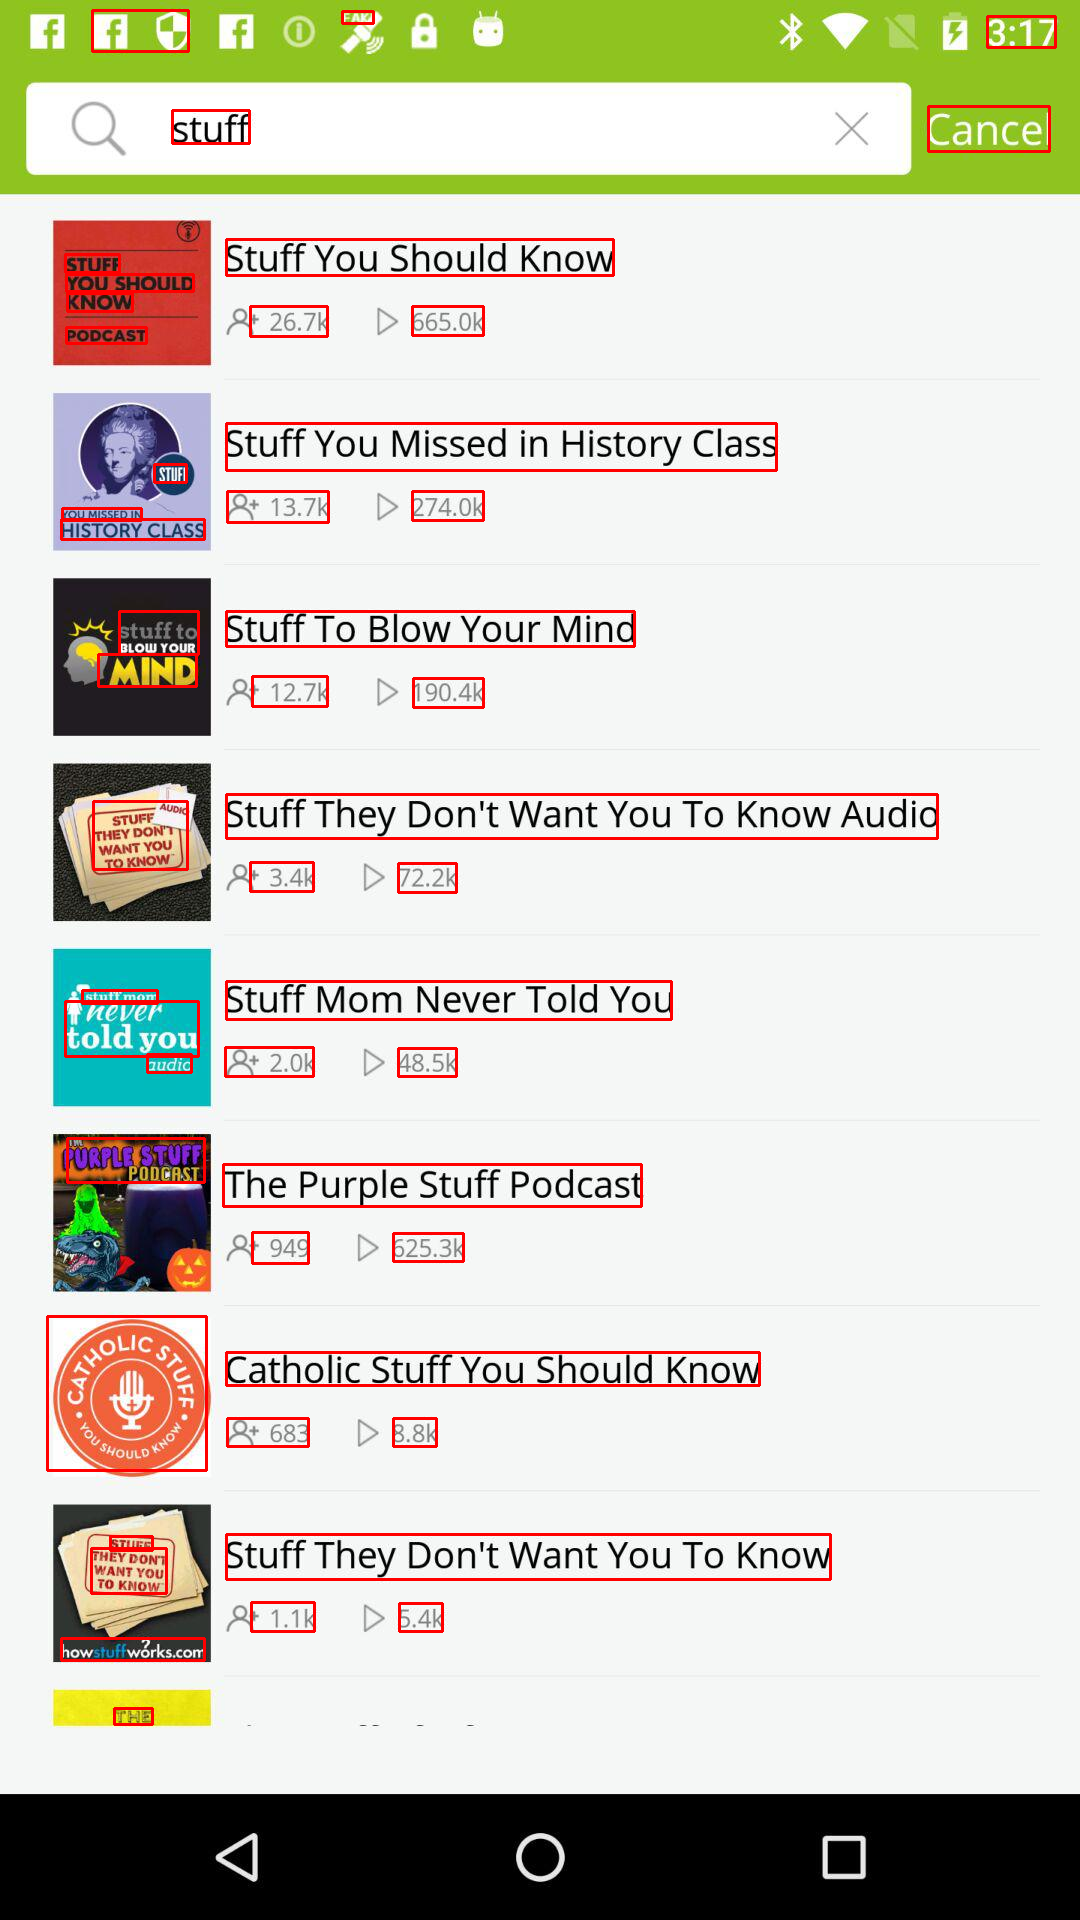 FAKE
3:17
stuff
Cancel
STUFF
YOU SHOULD
KNOW
PODCAST
Stuff You Should Know
26.7k
665.0k
STUFF
YOU MISSED IN
HISTORY CLASS
Stuff You Missed in History Class
13.7k
274.0k
stuff to
BLOW YOUR
MIND
Stuff To Blow Your Mind
12.7k
190.4k
AUDIO
STUFF
THEY DON'T
WANT YOU
TO KNOW
Stuff They Don't Want You To Know Audio
3.4k
72.2k
stuff mom
never
told you
audio
Stuff Mom Never Told You
2.0k
48.5k
THE
PURPLE STUFF
PODCAST
The Purple Stuff Podcast
949
625.3k
CATHOLIC STUFF
YOU SHOULD KNOW
Catholic Stuff You Should Know
683
8.8k
STUFF
THEY DON'T
WANT YOU
TO KNOW
howstuffworks.com
Stuff They Don't Want You To Know
1.1k
5.4k
THE